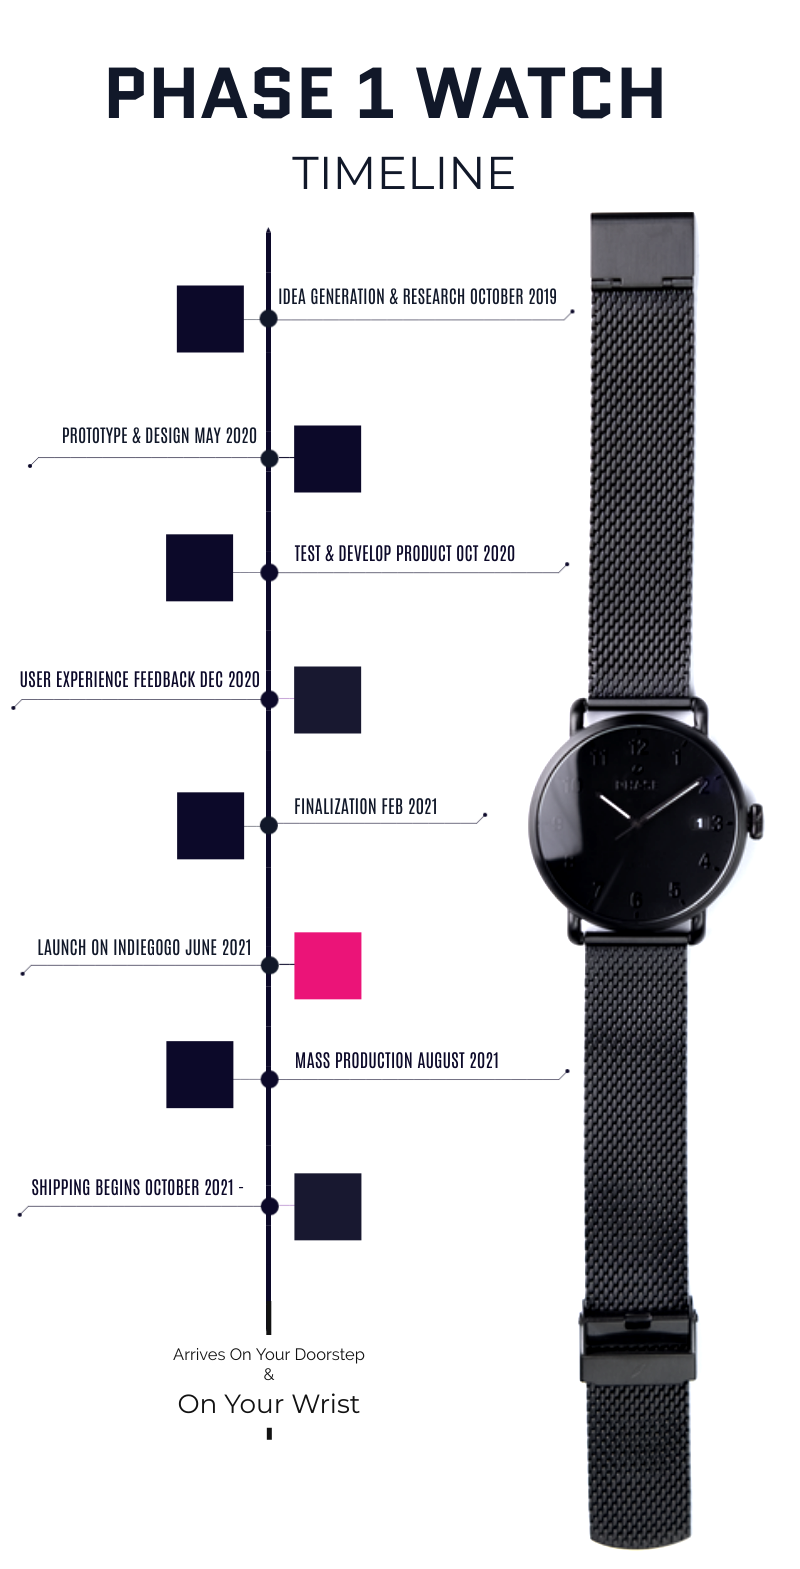 PHASE 1 WATCH
TIMELINE
IDEA GENERATION & RESEARCH OCTOBER 2019
PROTOTYPE & DESIGN MAY 2020
TEST & DEVELOP PRODUCT OCT 2020
USER EXPERIENCE FEEDBACK DEC 2020
12
11
1
PHASE
10
2
9
1
3
8
4
7
6
5
FINALIZATION FEB 2021
LAUNCH ON INDIEGOGO JUNE 2021
MASS PRODUCTION AUGUST 2021
SHIPPING BEGINS OCTOBER 2021 -
Arrives On Your Doorstep
&
On Your Wrist